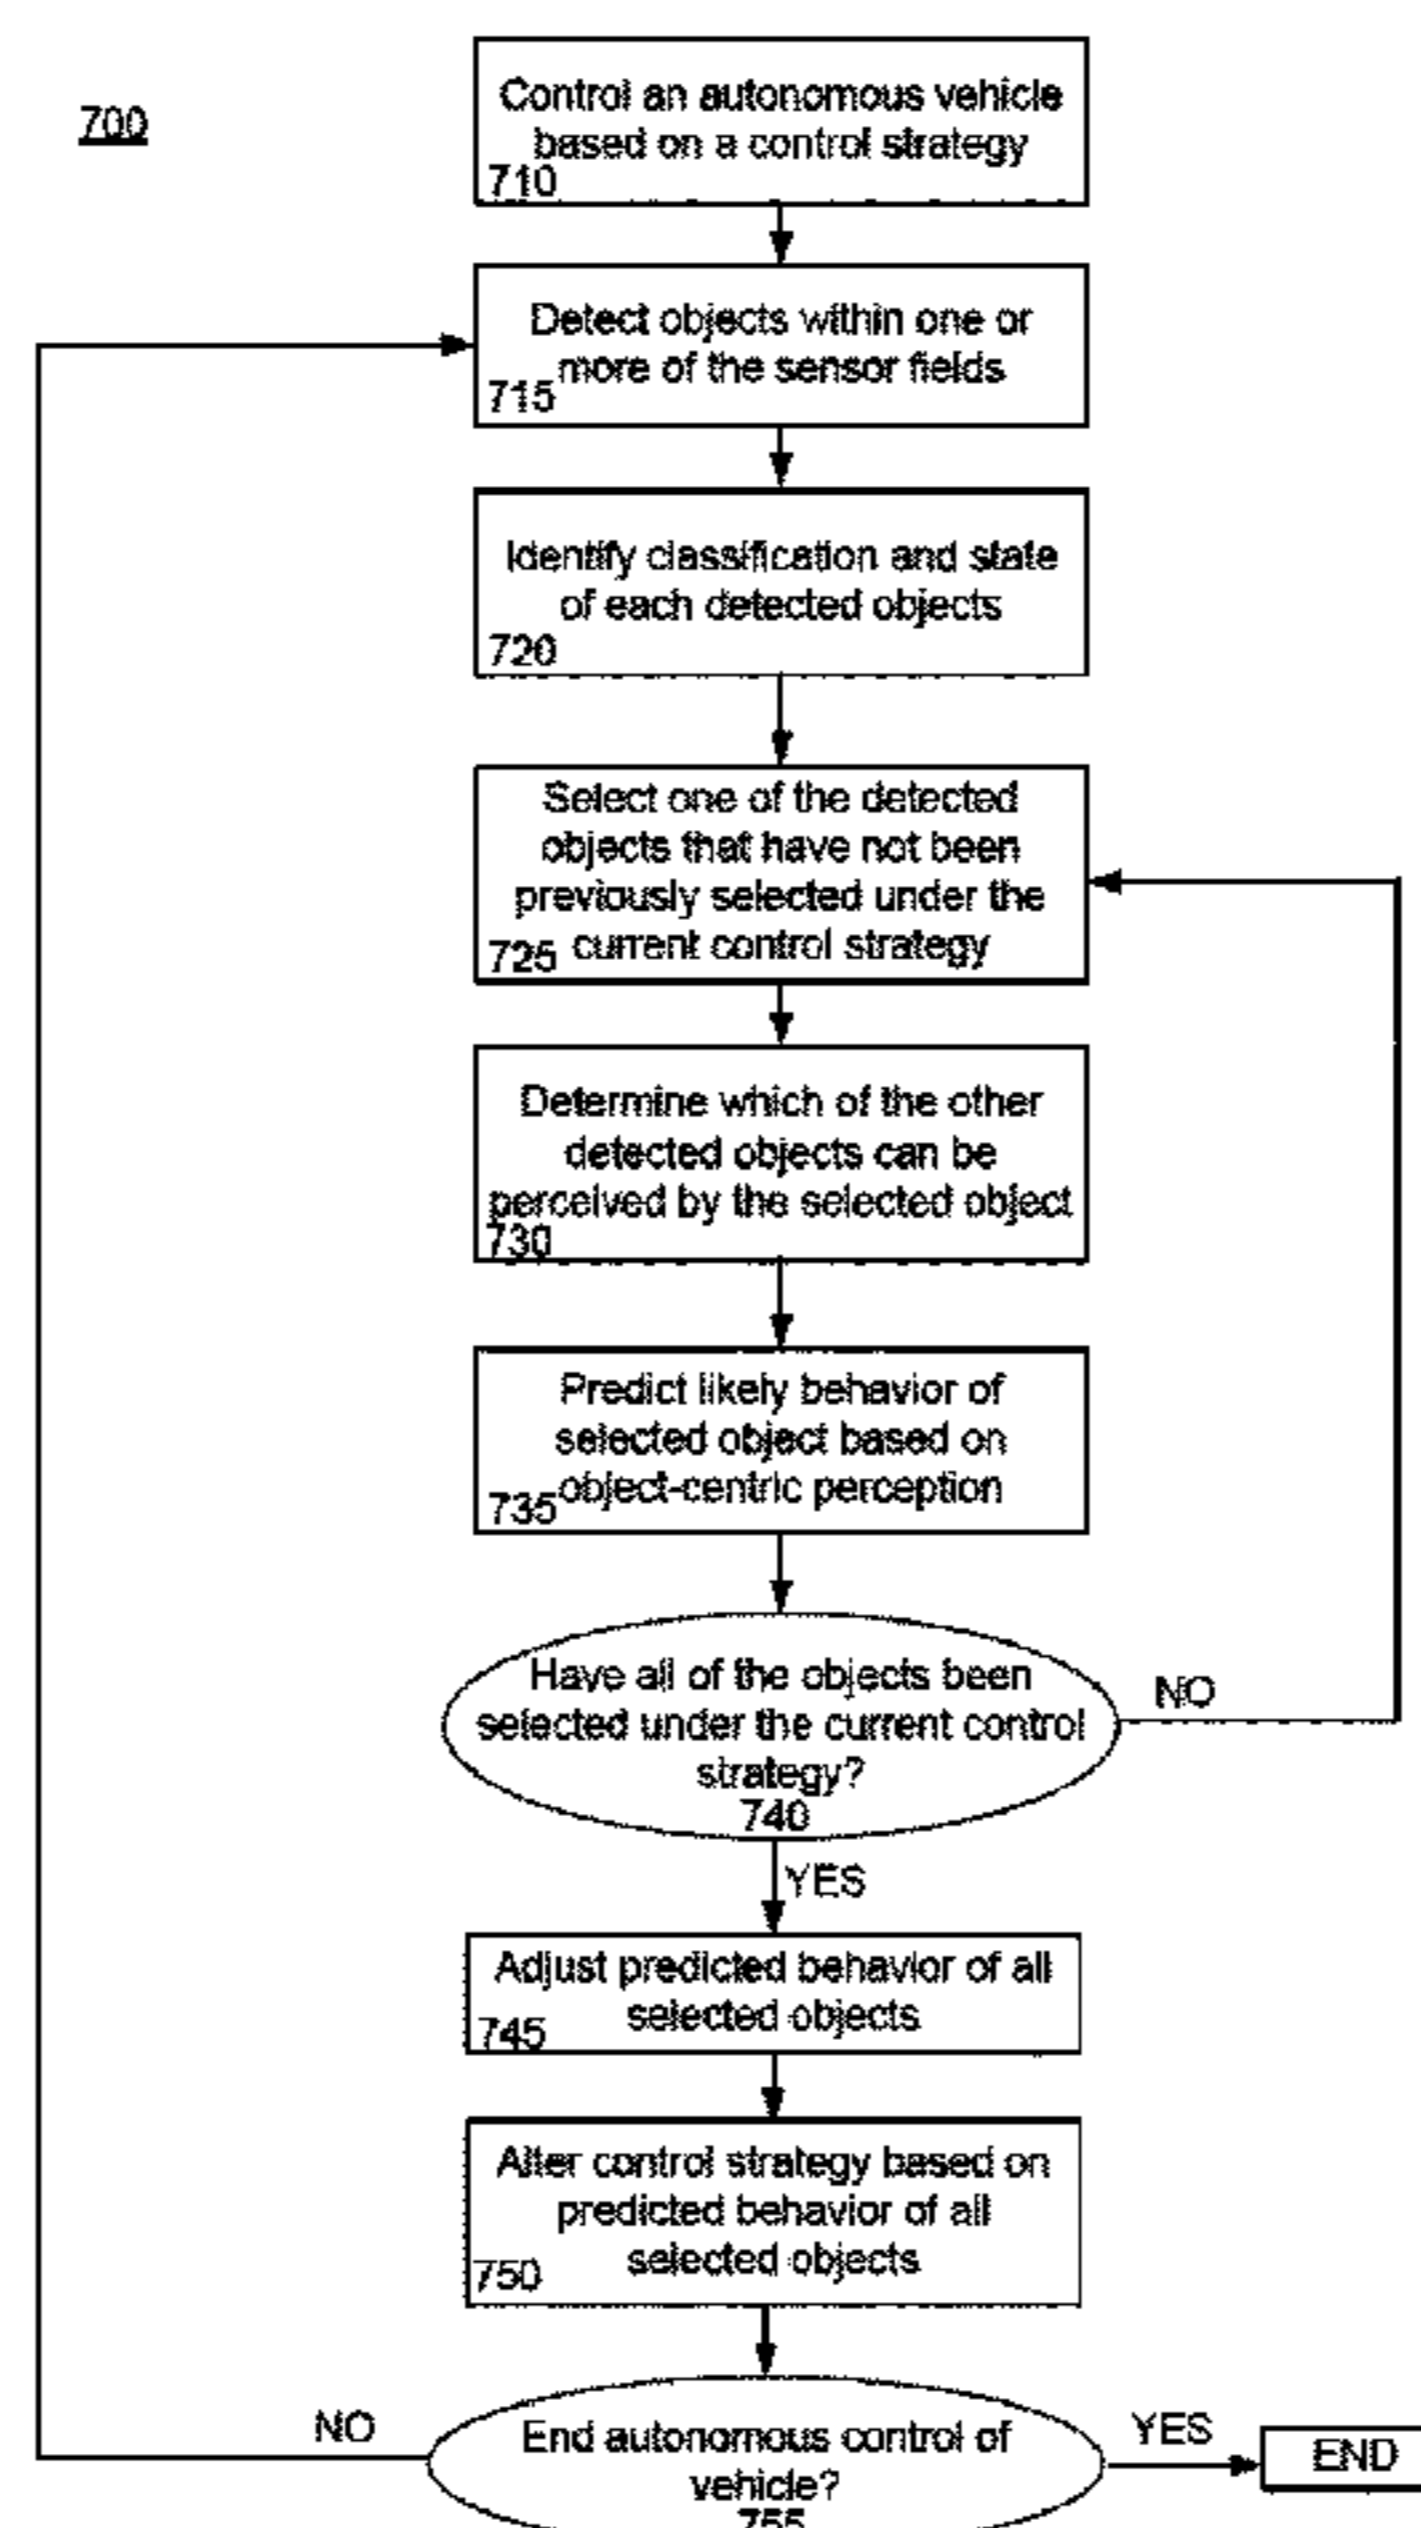 700
Control an autonomous vehicle
based on a control strategy
710
Detect objects within one or
more of the sensor fields
715
Identify classification and state
of each detected objects
720
Select one of the detected
objects that have not been
previously selected under the
current control strategy
725
Determine which of the other
detected objects can be
perceived by the selected object
730
Predict likely behavior of
selected object based on
object-centric perception
735
Have all of the objects been
selected under the current control
strategy?
740
NO
YES
Adjust predicted behavior of all
selected objects
745
Alter control strategy based on
predicted behavior of all
selected objects
750
NO
End autonomous control of
vehicle?
755
YES
END